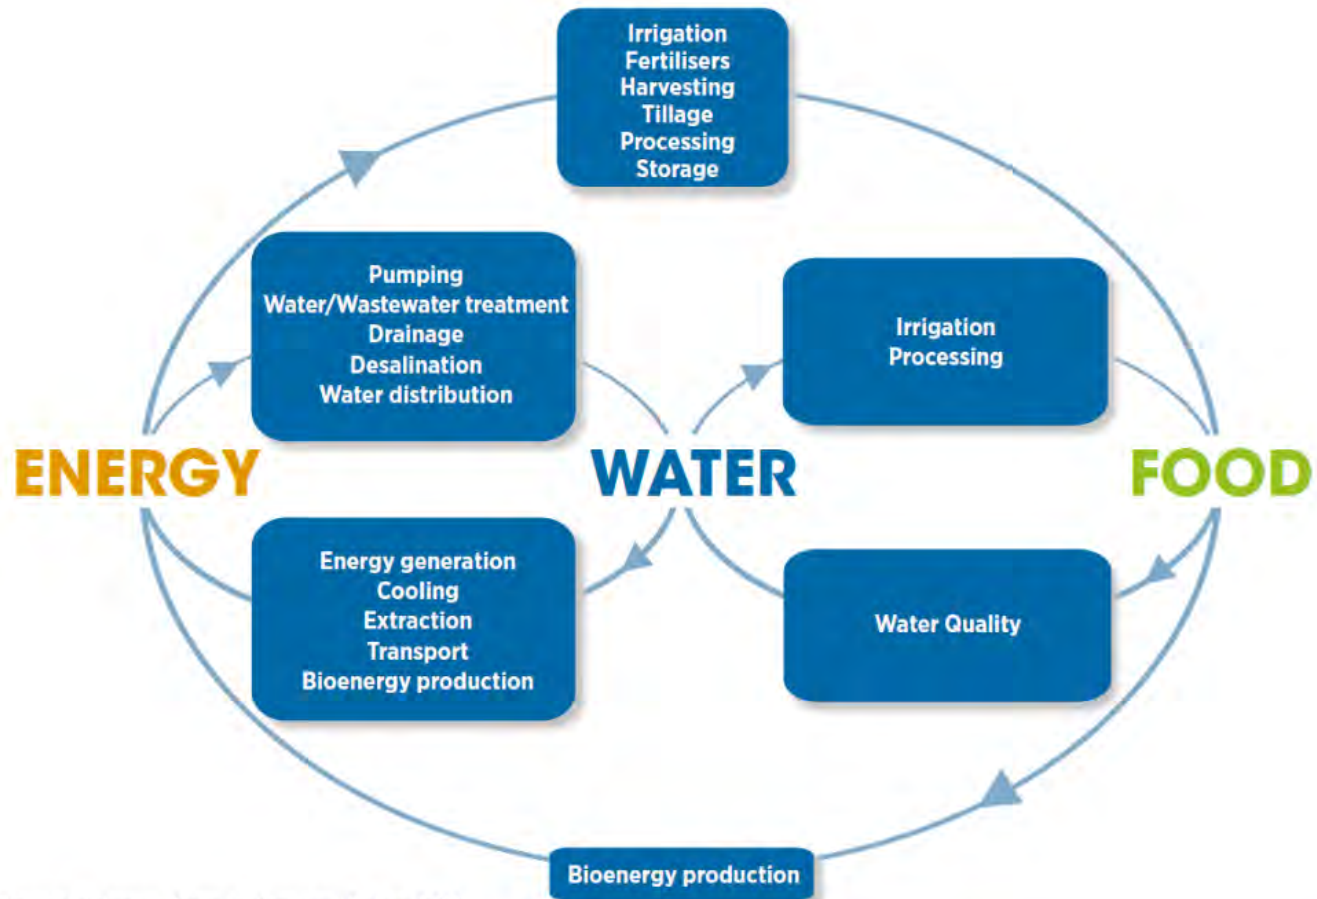 Irrigation
Fertilisers
Harvesting
Tillage
Processing
Storage
Pumping
Water/Wastewater treatment
Drainage
Desalination
Water distribution
Irrigation
Processing
ENERGY
WATER
FOOD
Energy generation
Cooling
Extraction
Transport
Bioenergy production
Water Quality
Bioenergy production